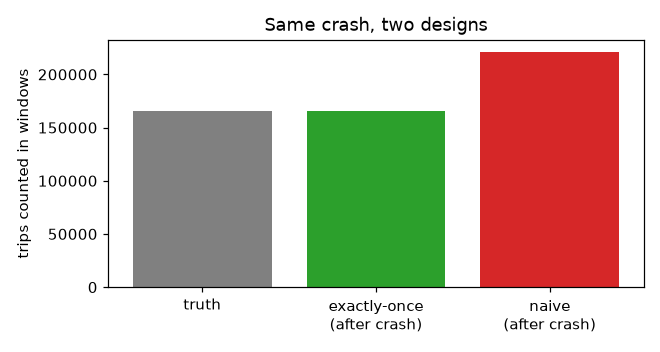 Same crash, two designs
trips counted in windows
200000
150000
100000
50000
0
truth
exactly-once
(after crash)
naive
(after crash)